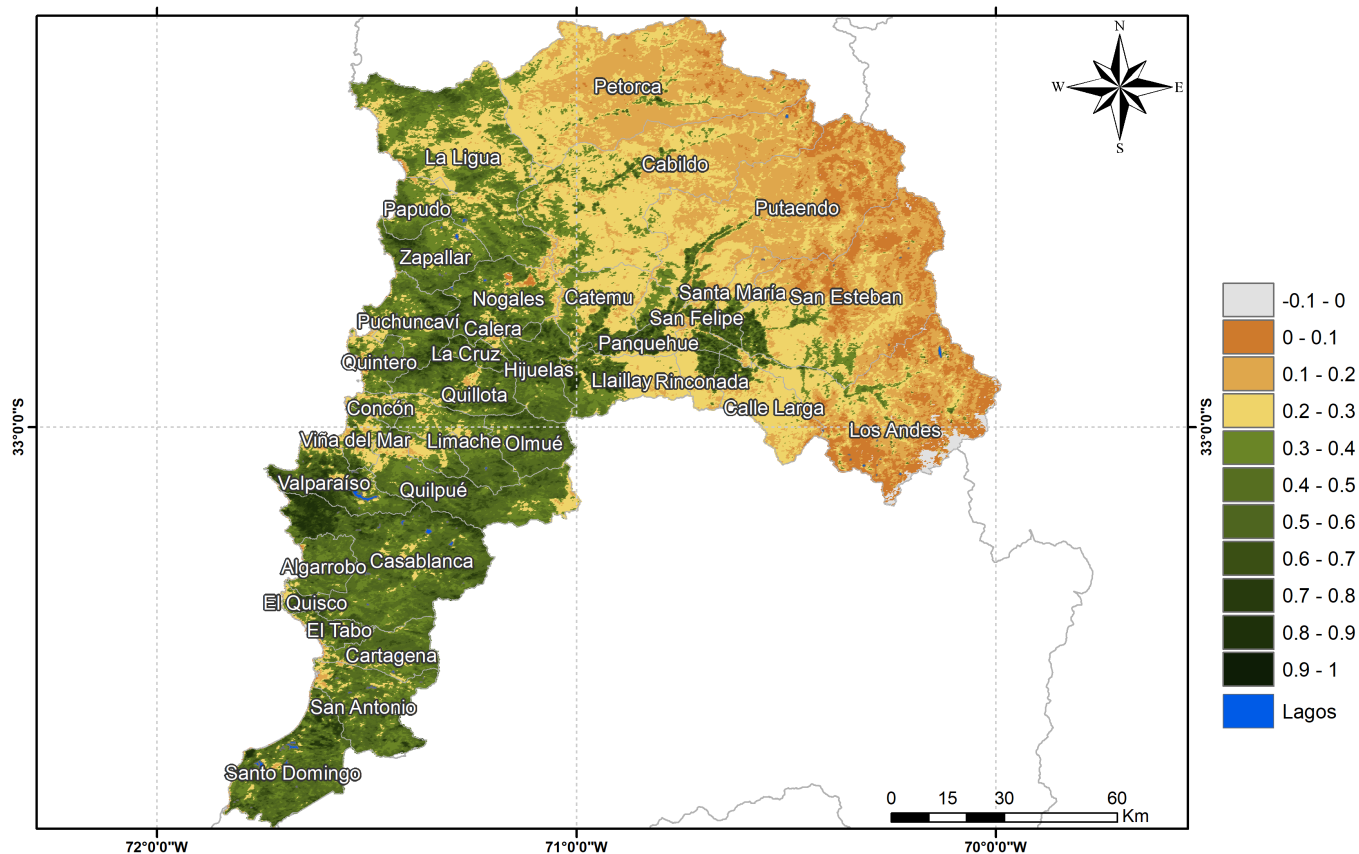 N
W E
S
Petorca
La Ligua
Cabildo
Papudo
Putaendo
Zapallar
Nogales
Catemu
Santa María
San Esteban
Puchuncaví
Calera
San Felipe
Quintero
La Cruz
Panquehue
Hijuelas
Llaillay
Rinconada
Quillota
Concón
Calle Larga
Viña del Mar
Limache
Olmué
Los Andes
Valparaíso
Quilpué
Algarrobo
Casablanca
El Quisco
El Tabo
Cartagena
San Antonio
Santo Domingo
33°0'0"S
33°0'0"S
-0.1 - 0
0 - 0.1
0.1 - 0.2
0.2 - 0.3
0.3 - 0.4
0.4 - 0.5
0.5 - 0.6
0.6 - 0.7
0.7 - 0.8
0.8 - 0.9
0.9 - 1
Lagos
0 15 30 60
Km
72°0'0"W
71°0'0"W
70°0'0"W